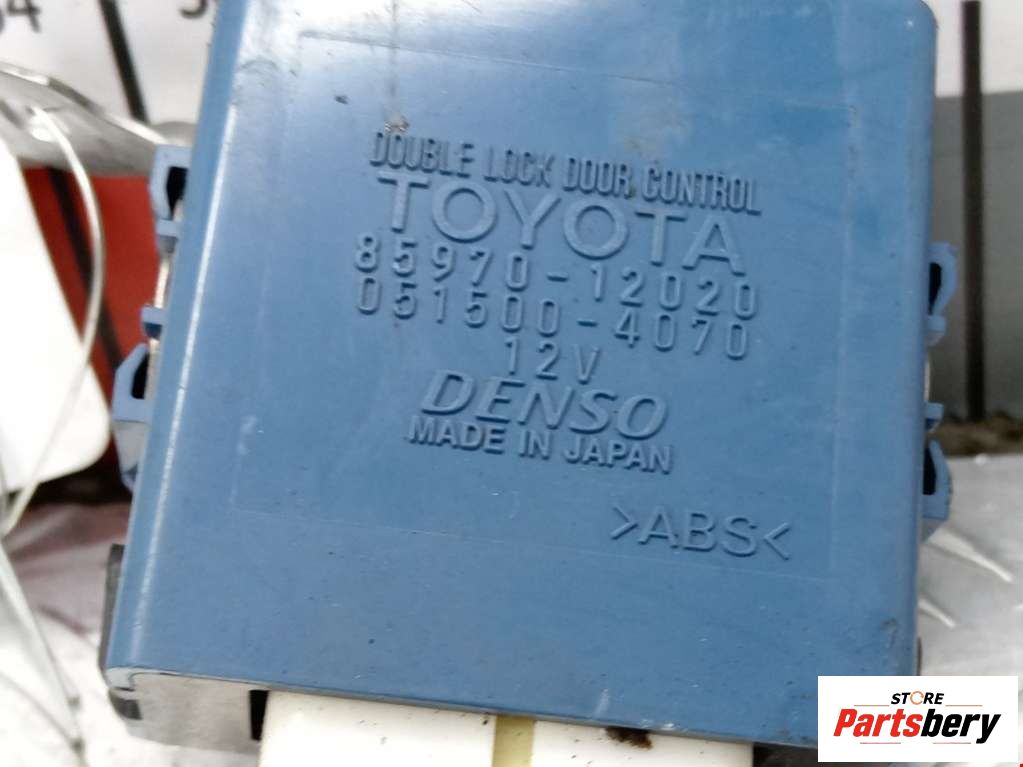 DOUBLE LOCK DOOR CONTROL
TOYOTA
85970-12020
051500-4070
12V
DENSO
MADE IN JAPAN
>ABS<
STORE
Partsbery